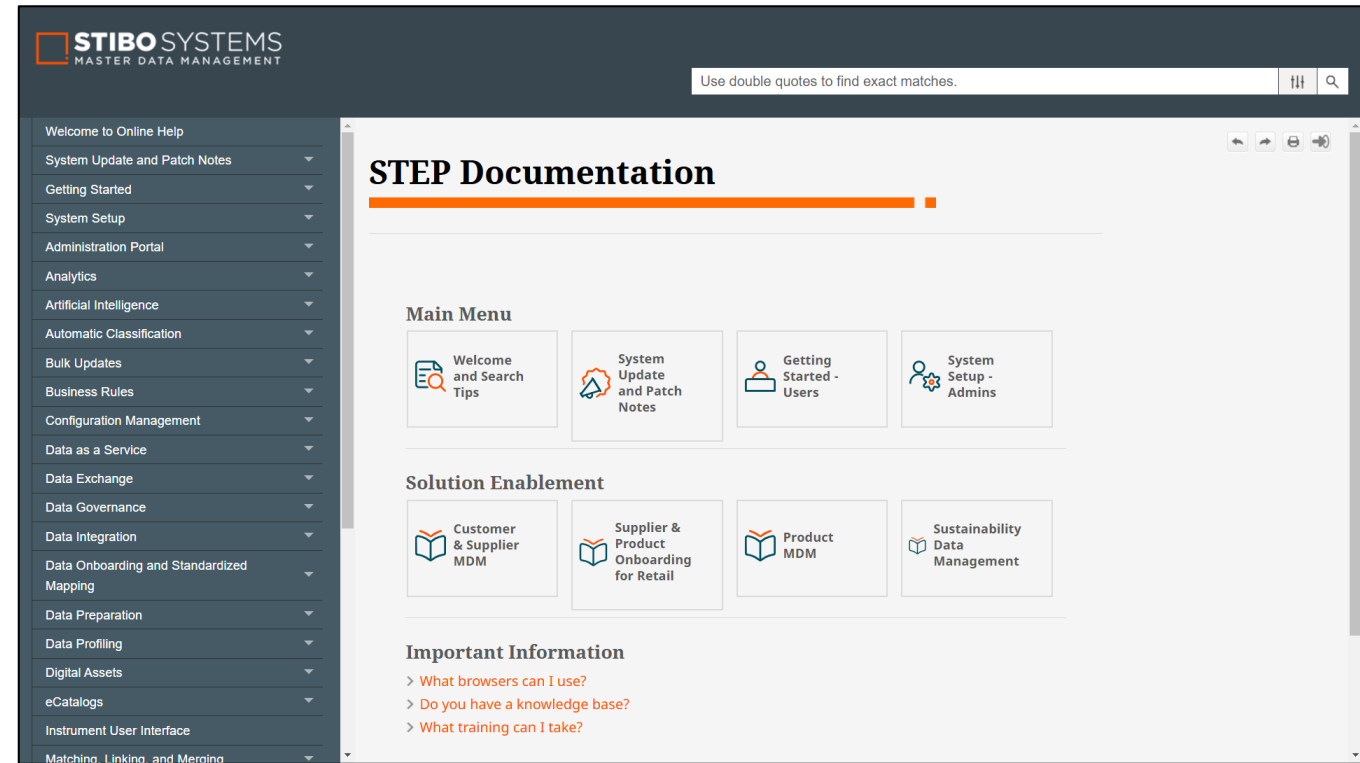 STIBO SYSTEMS
MASTER DATA MANAGEMENT
Use double quotes to find exact matches.
Welcome to Online Help
System Update and Patch Notes
Getting Started
System Setup
Administration Portal
Analytics
Artificial Intelligence
Automatic Classification
Bulk Updates
Business Rules
Configuration Management
Data as a Service
Data Exchange
Data Governance
Data Integration
Data Onboarding and Standardized
Mapping
Data Preparation
Data Profiling
Digital Assets
eCatalogs
Instrument User Interface
Matching, Linking, and Merging
STEP Documentation
Main Menu
Welcome
and Search
Tips
System
Update
and Patch
Notes
Getting
Started -
Users
System
Setup -
Admins
Solution Enablement
Customer
& Supplier
MDM
Supplier &
Product
Onboarding
for Retail
Product
MDM
Sustainability
Data
Management
Important Information
> What browsers can I use?
> Do you have a knowledge base?
> What training can I take?